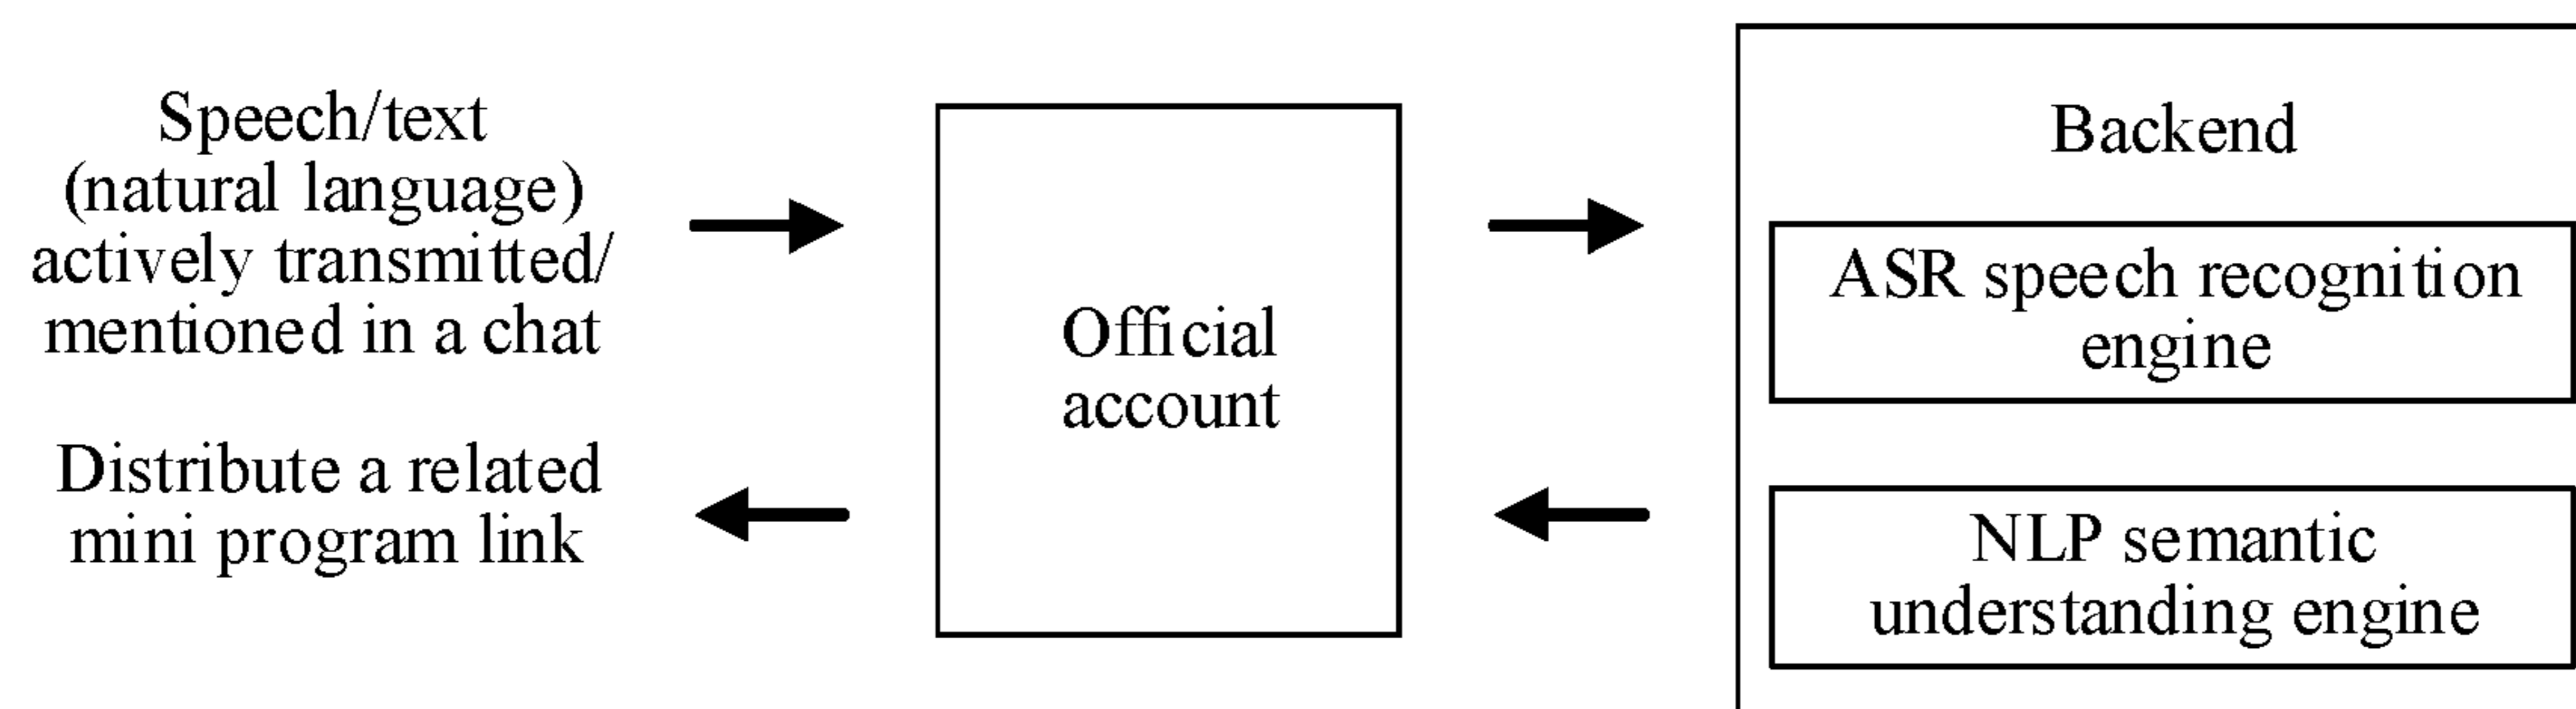 Speech/text
(natural language)
actively transmitted/
mentioned in a chat
Distribute a related
mini program link
Official
account
Backend
ASR speech recognition
engine
NLP semantic
understanding engine